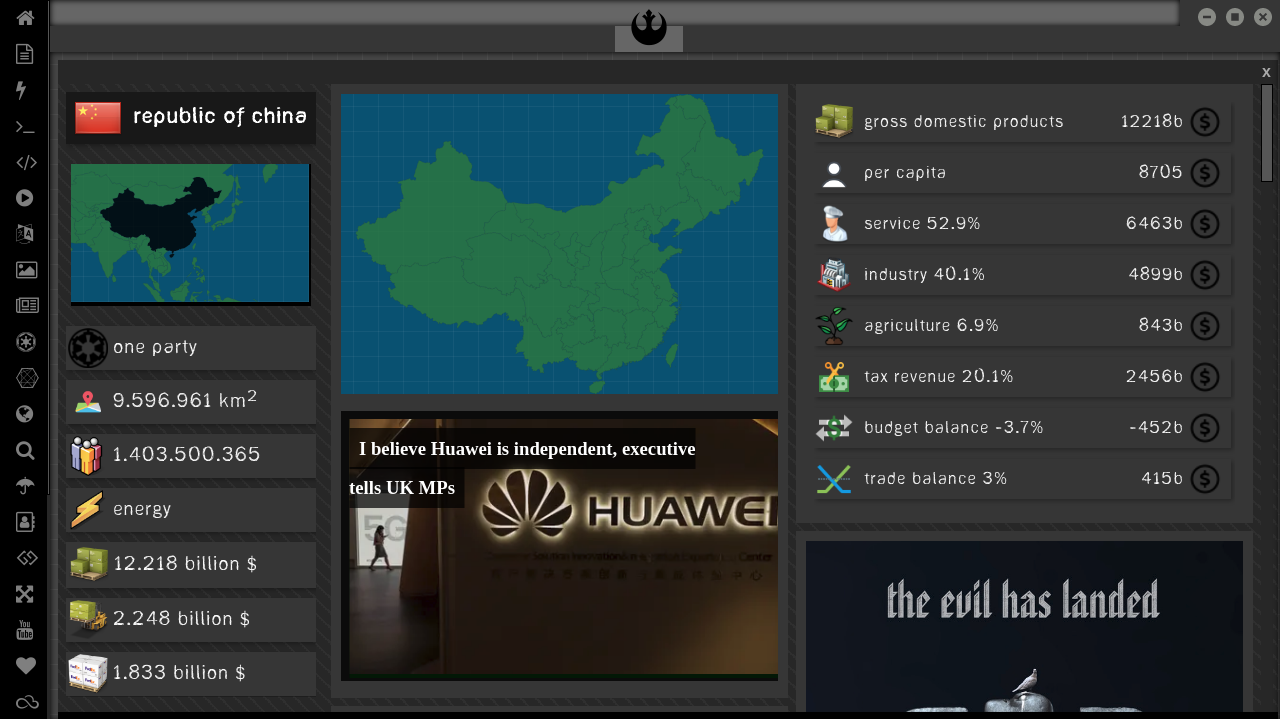 X
republic of china
one party
9.596.961 km²
1.403.500.365
energy
12.218 billion $
2.248 billion $
1.833 billion $
I believe Huawei is independent, executive
tells UK MPs
5G
HUAWEI
gross domestic products 12218b $
per capita 8705 $
service 52.9% 6463b $
industry 40.1% 4899b $
agriculture 6.9% 843b $
tax revenue 20.1% 2456b $
budget balance -3.7% -452b $
trade balance 3% 415b $
the evil has landed
You
Tube